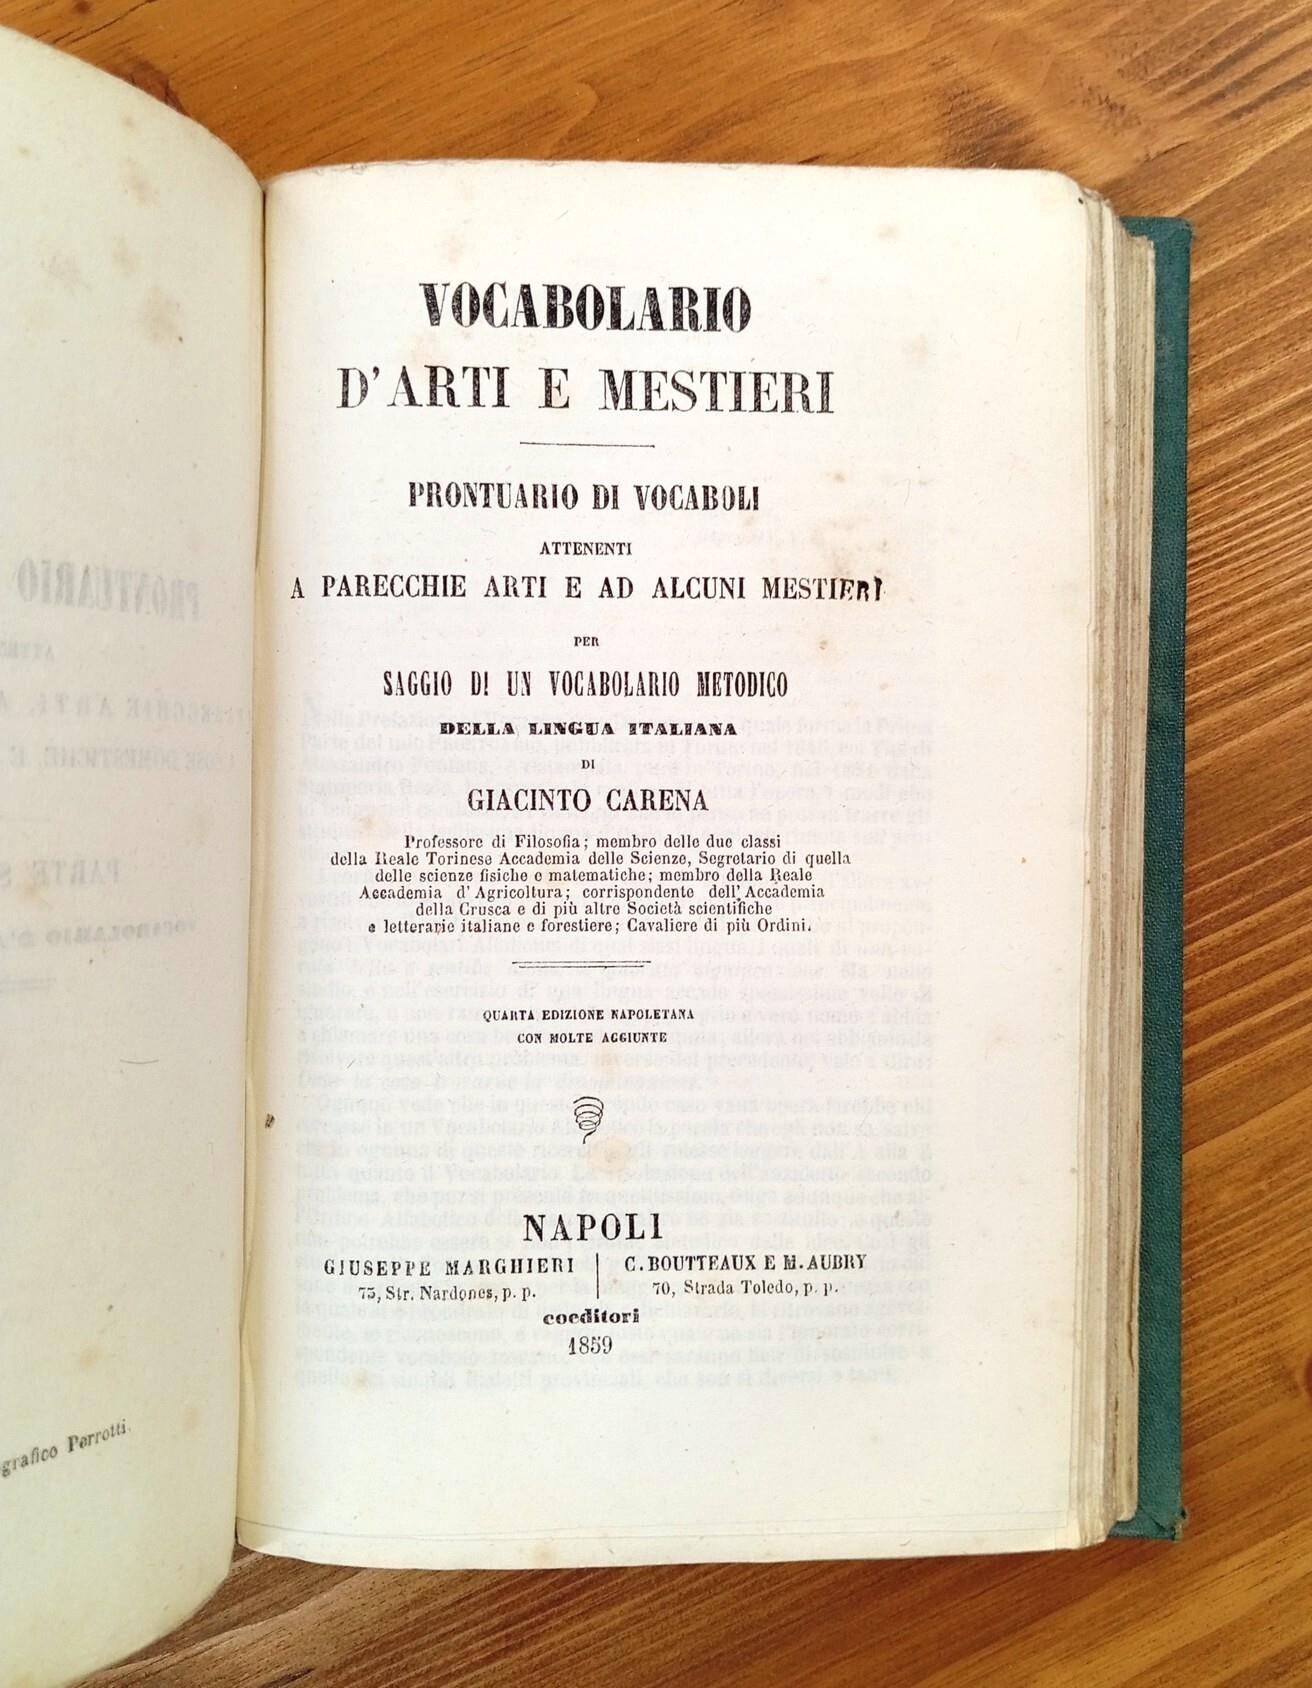 VOCABOLARIO
D'ARTI E MESTIERI
PRONTUARIO DI VOCABOLI
ATTENENTI
A PARECCHIE ARTI E AD ALCUNI MESTIERI
PER
SAGGIO DI UN VOCABOLARIO METODICO
DELLA LINGUA ITALIANA
DI
GIACINTO CARENA
Professore di Filosofia; membro delle due classi
della Reale Torinese Accademia delle Scienze, Segretario di quella
delle scienze fisiche e matematiche; membro della Reale
Accademia d'Agricoltura; corrispondente dell'Accademia
della Crusca e di più altre Società scientifiche
e letterarie italiane e forestiere; Cavaliere di più Ordini.
QUARTA EDIZIONE NAPOLETANA
CON MOLTE AGGIUNTE
NAPOLI
GIUSEPPE MARGHIERI
75, Str. Nardones, p. p.
C. BOUTTEAUX E M. AUBRY
70, Strada Toledo, p. p.
coeditori
1859
grafico Perrotti.